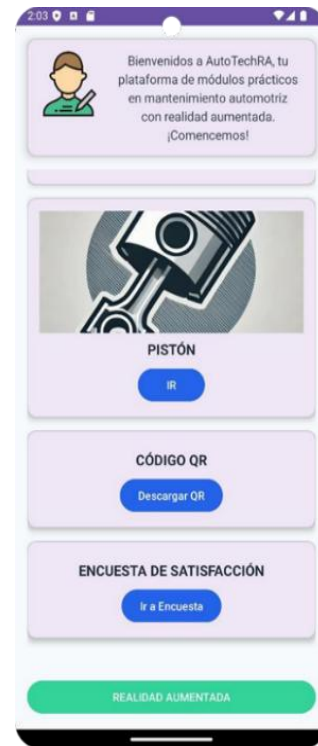 2:03
Bienvenidos a AutoTechRA, tu
plataforma de módulos prácticos
en mantenimiento automotriz
con realidad aumentada.
¡Comencemos!
PISTÓN
IR
CÓDIGO QR
Descargar QR
ENCUESTA DE SATISFACCIÓN
Ir a Encuesta
REALIDAD AUMENTADA